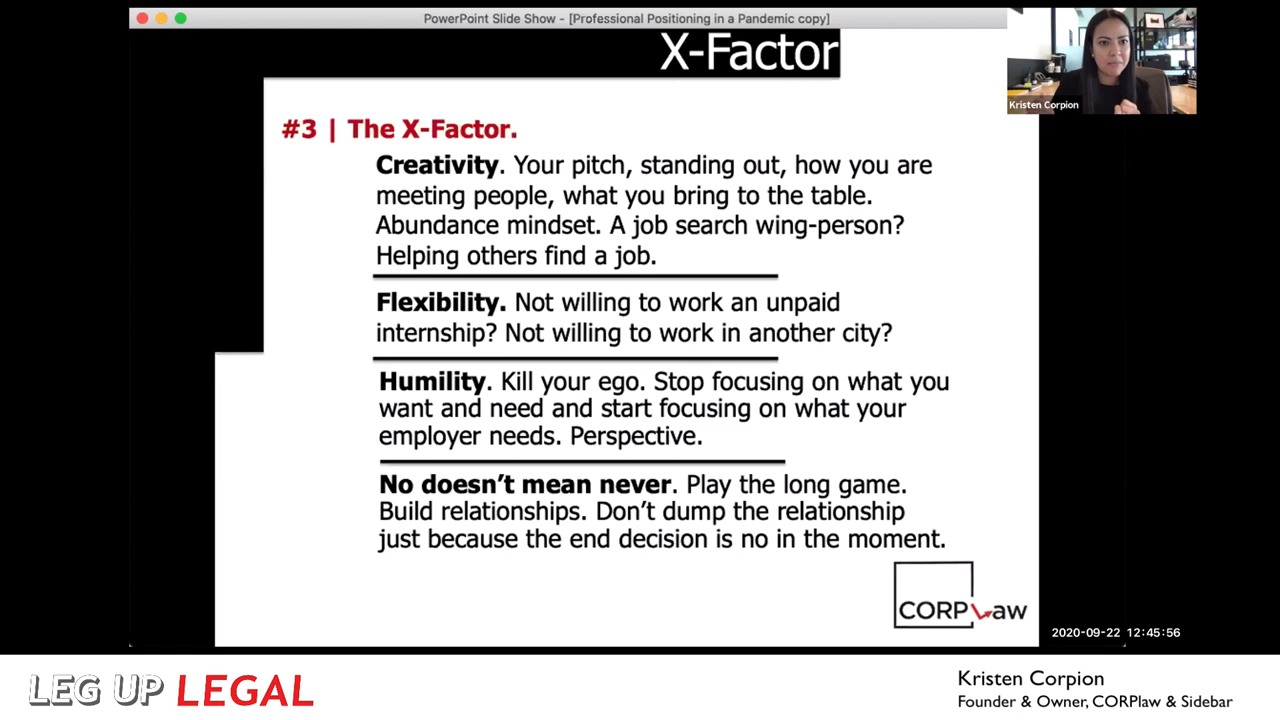 PowerPoint Slide Show - [Professional Positioning in a Pandemic copy]
X-Factor
Kristen Corpion
#3 | The X-Factor.
Creativity. Your pitch, standing out, how you are
meeting people, what you bring to the table.
Abundance mindset. A job search wing-person?
Helping others find a job.
Flexibility. Not willing to work an unpaid
internship? Not willing to work in another city?
Humility. Kill your ego. Stop focusing on what you
want and need and start focusing on what your
employer needs. Perspective.
No doesn’t mean never. Play the long game.
Build relationships. Don’t dump the relationship
just because the end decision is no in the moment.
CORPLaw
2020-09-22 12:45:56
LEG UP LEGAL
Kristen Corpion
Founder & Owner, CORPlaw & Sidebar